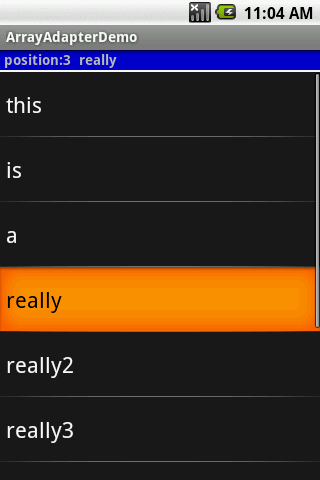 11:04 AM
ArrayAdapterDemo
position:3 really
this
is
a
really
really2
really3